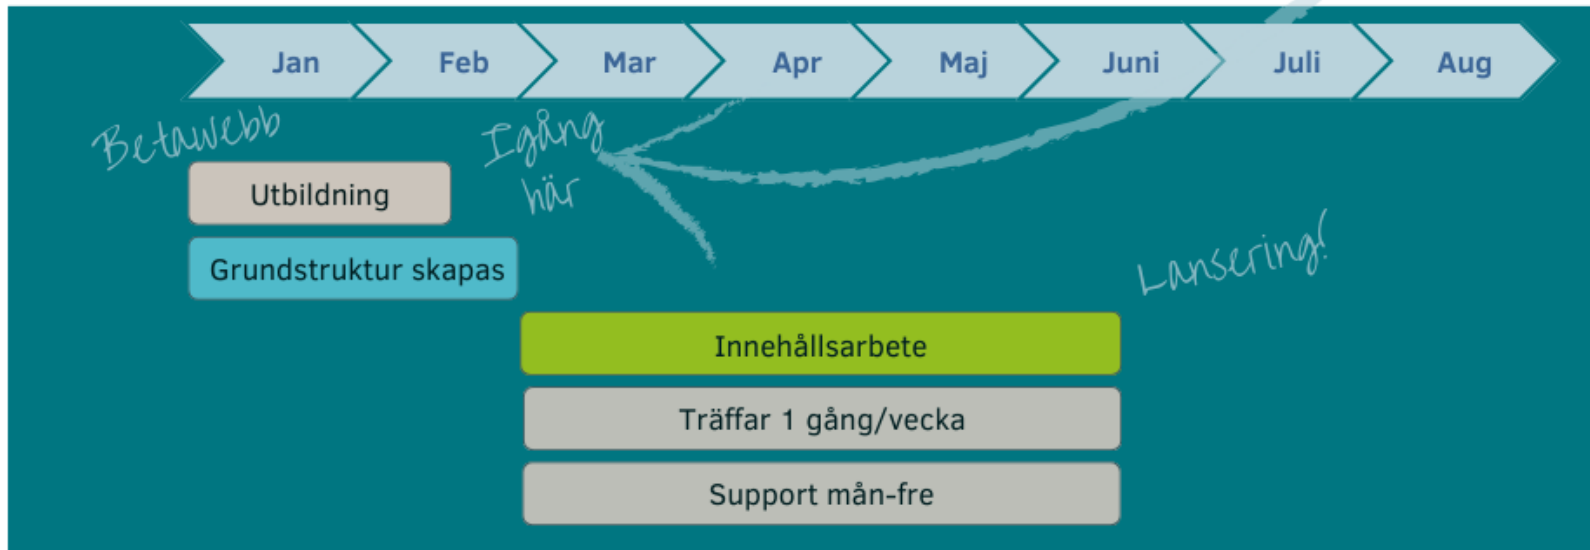 Jan Feb Mar Apr Maj Juni Juli Aug
Betawebb
Igång
här
Utbildning
Grundstruktur skapas
Lansering!
Innehållsarbete
Träffar 1 gång/vecka
Support mån-fre